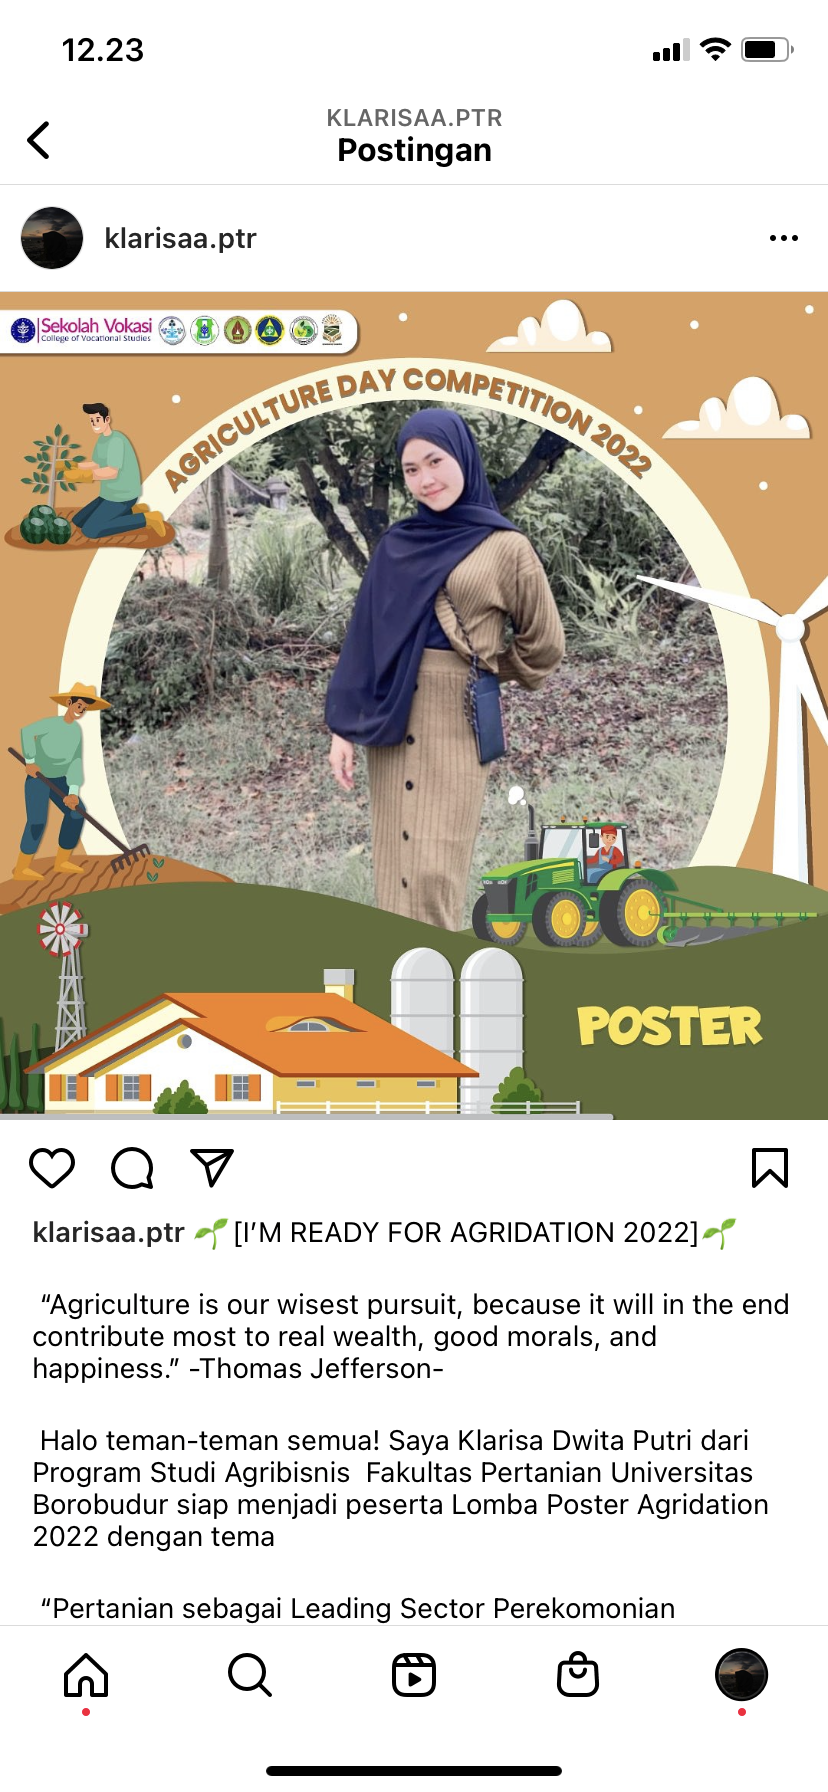 12.23
KLARISAA.PTR
Postingan
klarisaa.ptr
Sekolah Vokasi
College of Vocational Studies
AGRICULTURE DAY COMPETITION 2022
POSTER
klarisaa.ptr 🌱[I’M READY FOR AGRIDATION 2022]🌱
“Agriculture is our wisest pursuit, because it will in the end
contribute most to real wealth, good morals, and
happiness.” -Thomas Jefferson-
Halo teman-teman semua! Saya Klarisa Dwita Putri dari
Program Studi Agribisnis Fakultas Pertanian Universitas
Borobudur siap menjadi peserta Lomba Poster Agridation
2022 dengan tema
“Pertanian sebagai Leading Sector Perekomonian